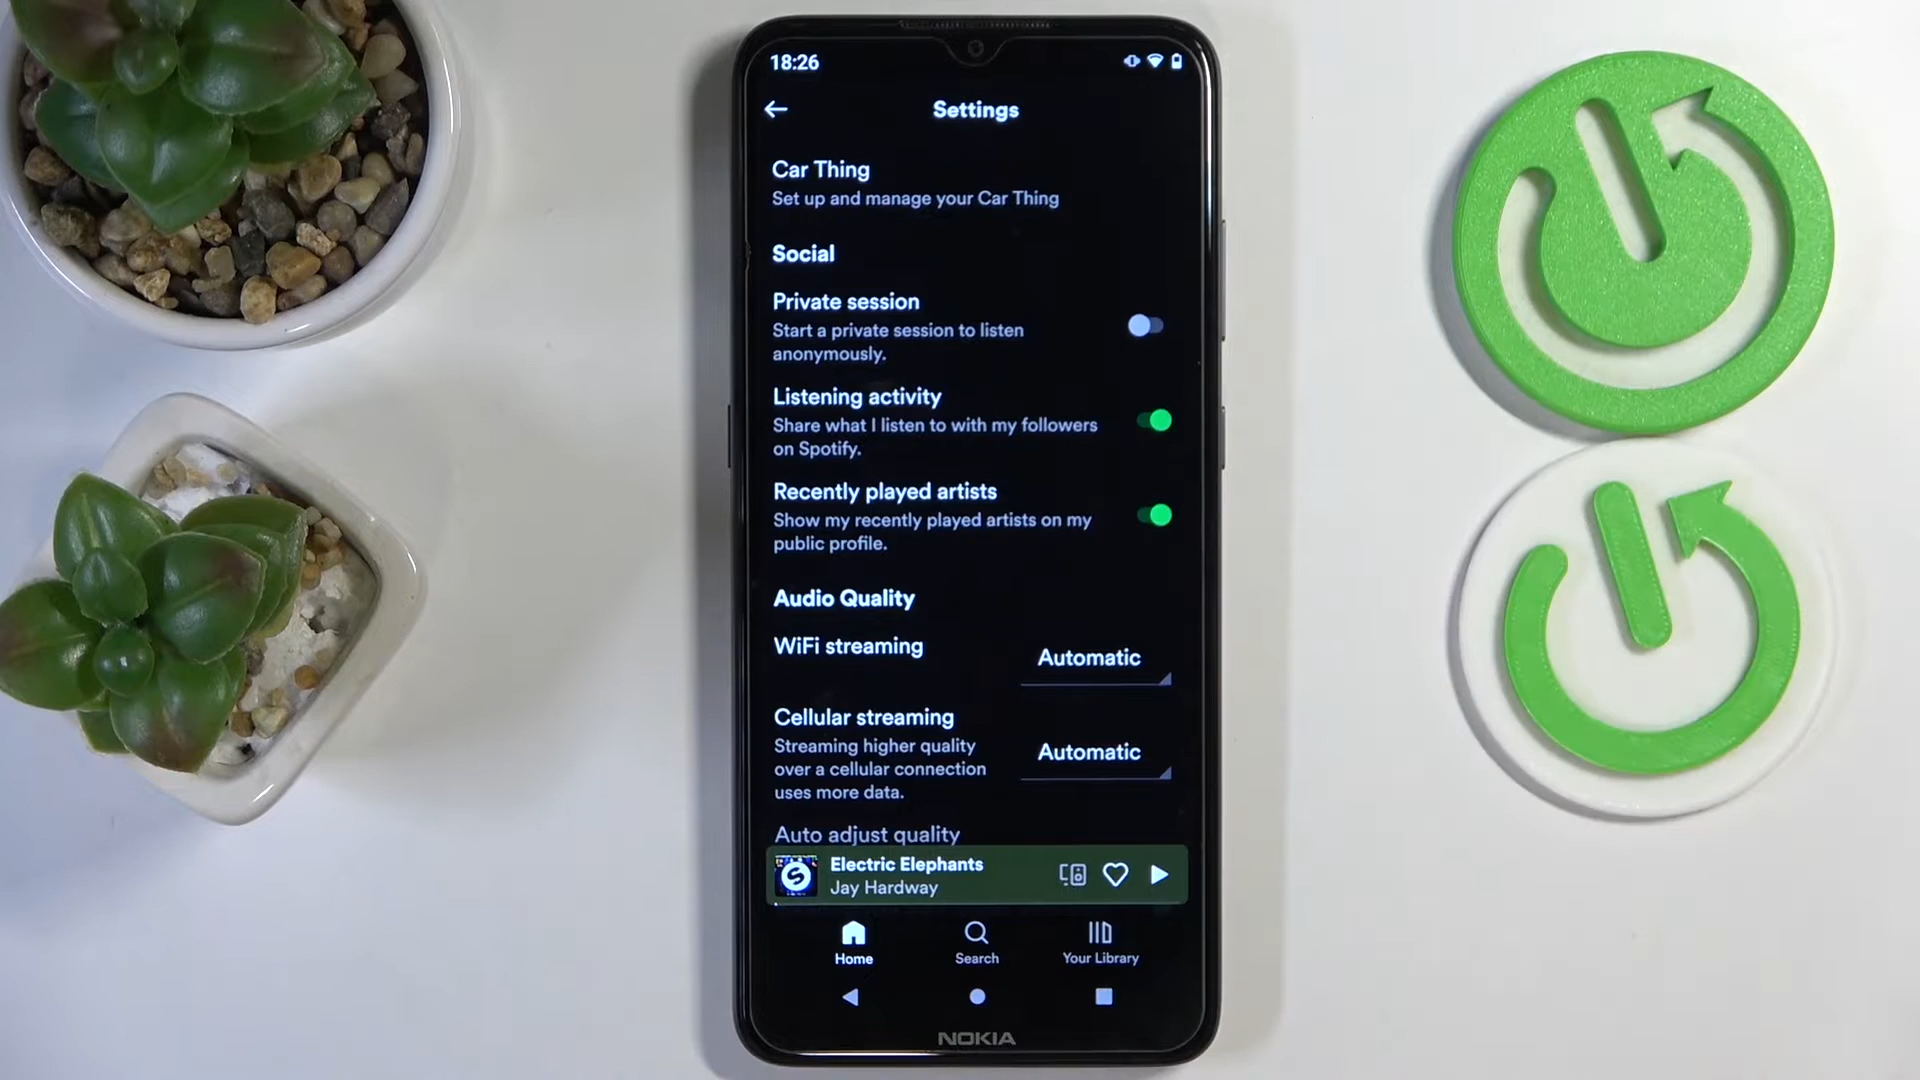 18:26
Settings
Car Thing
Set up and manage your Car Thing
Social
Private session
Start a private session to listen
anonymously.
Listening activity
Share what I listen to with my followers
on Spotify.
Recently played artists
Show my recently played artists on my
public profile.
Audio Quality
WiFi streaming
Automatic
Cellular streaming
Streaming higher quality
over a cellular connection
uses more data.
Automatic
Auto adjust quality
Electric Elephants
Jay Hardway
Home
Search
Your Library
NOKIA